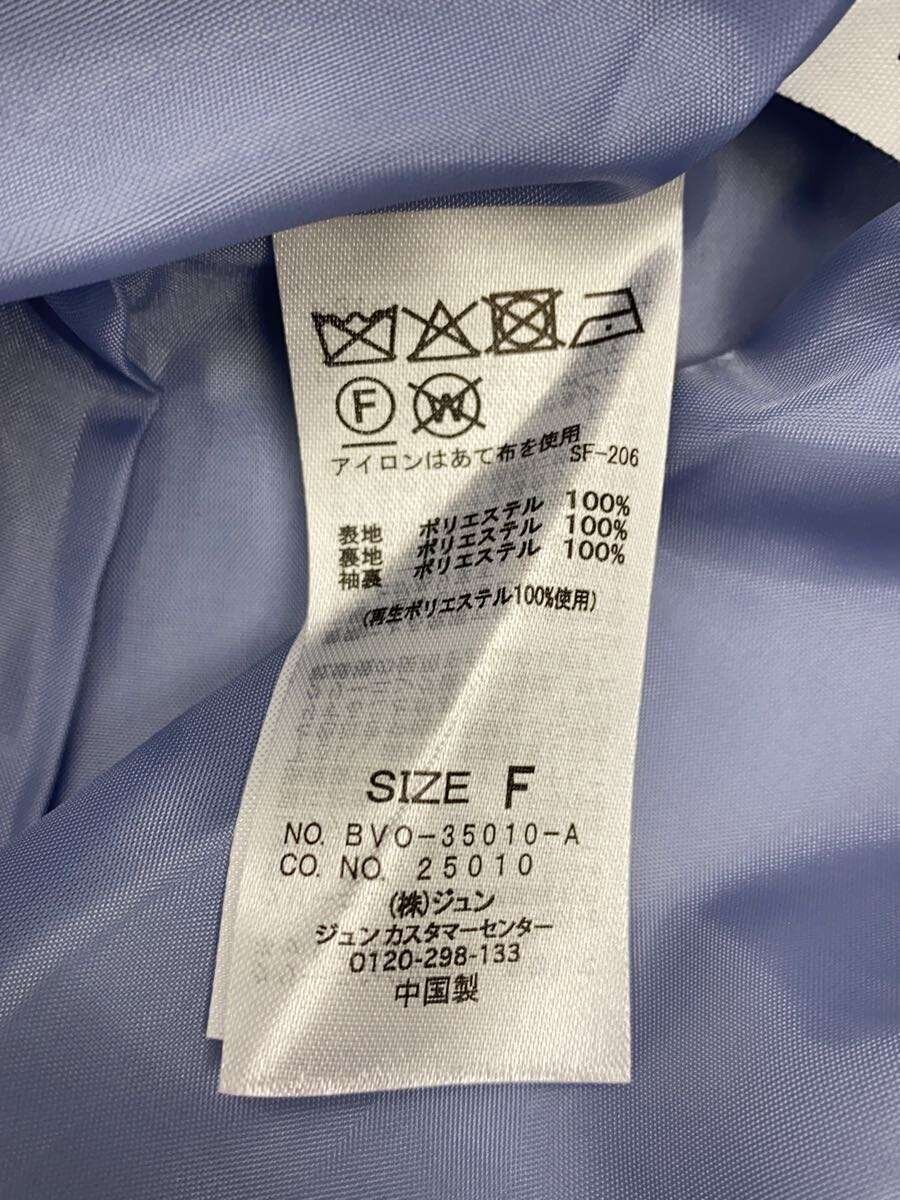 F W
アイロンはあて布を使用 SF-206
表地 ポリエステル 100%
裏地 ポリエステル 100%
袖裏 ポリエステル 100%
(再生ポリエステル100%使用)
SIZE F
NO. BVO-35010-A
CO. NO. 25010
(株)ジュン
ジュンカスタマーセンター
0120-298-133
中国製